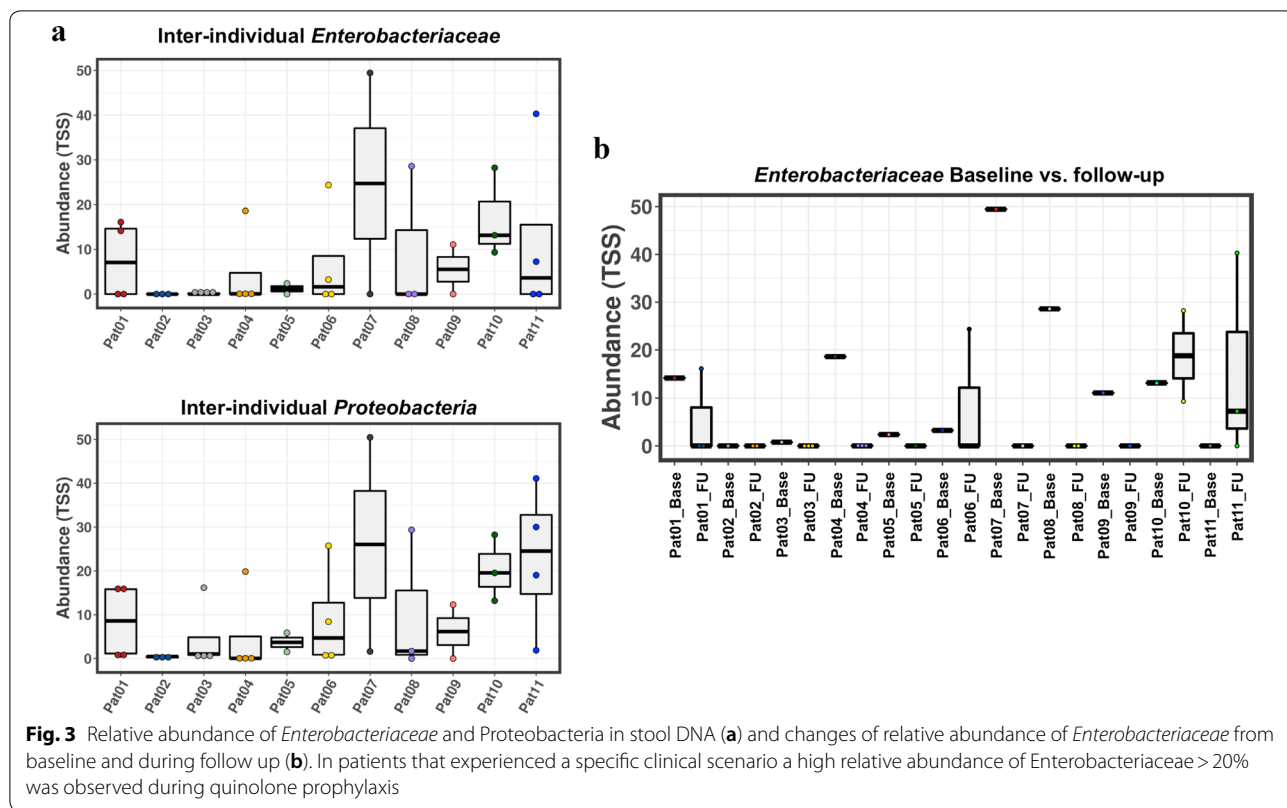 a
Inter-individual Enterobacteriaceae
Abundance (TSS)
50
40
30
20
10
0
Pat01 Pat02 Pat03 Pat04 Pat05 Pat06 Pat07 Pat08 Pat09 Pat10 Pat11
Inter-individual Proteobacteria
Abundance (TSS)
50
40
30
20
10
0
Pat01 Pat02 Pat03 Pat04 Pat05 Pat06 Pat07 Pat08 Pat09 Pat10 Pat11
b
Enterobacteriaceae Baseline vs. follow-up
Abundance (TSS)
50
40
30
20
10
0
Pat01_Base Pat01_FU Pat02_Base Pat02_FU Pat03_Base Pat03_FU Pat04_Base Pat04_FU Pat05_Base Pat05_FU Pat06_Base Pat06_FU Pat07_Base Pat07_FU Pat08_Base Pat08_FU Pat09_Base Pat09_FU Pat10_Base Pat10_FU Pat11_Base Pat11_FU
Fig. 3 Relative abundance of Enterobacteriaceae and Proteobacteria in stool DNA (a) and changes of relative abundance of Enterobacteriaceae from
baseline and during follow up (b). In patients that experienced a specific clinical scenario a high relative abundance of Enterobacteriaceae > 20%
was observed during quinolone prophylaxis